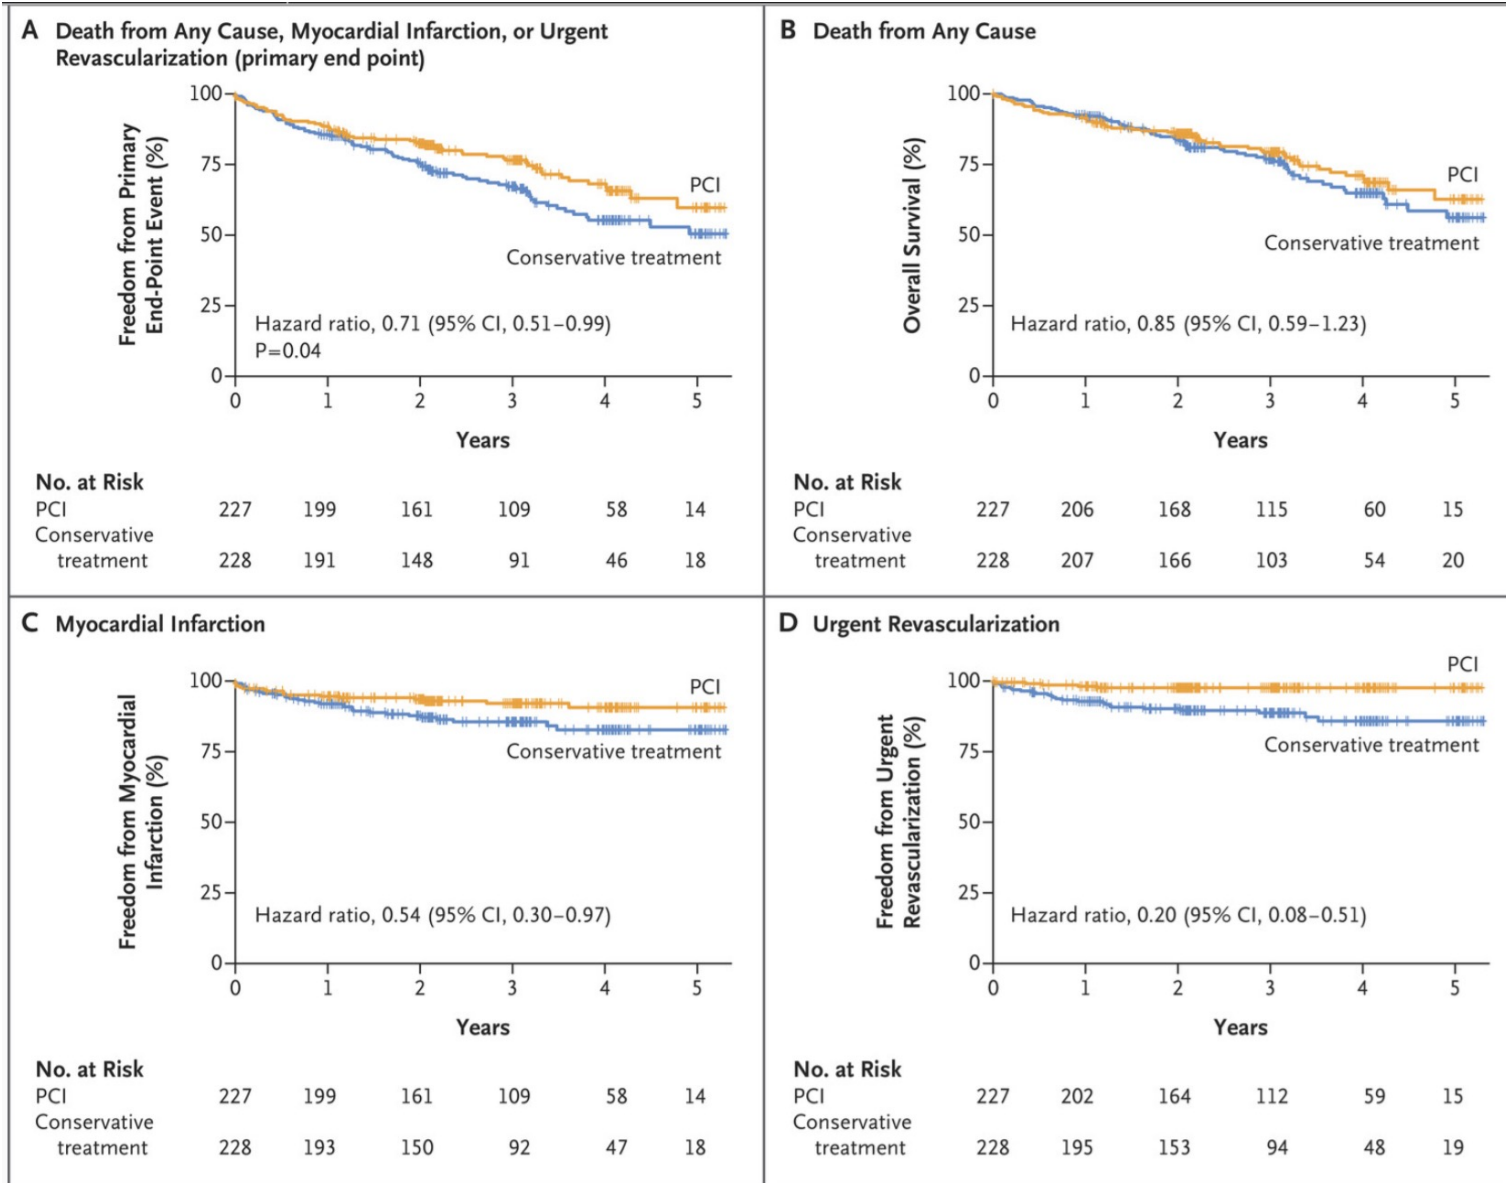 A Death from Any Cause, Myocardial Infarction, or Urgent
Revascularization (primary end point)
Freedom from Primary
End-Point Event (%)
100
75
50
25
0
PCI
Conservative treatment
Hazard ratio, 0.71 (95% CI, 0.51–0.99)
P=0.04
0 1 2 3 4 5
Years
No. at Risk
PCI 227 199 161 109 58 14
Conservative
treatment 228 191 148 91 46 18
B Death from Any Cause
Overall Survival (%)
100
75
50
25
0
PCI
Conservative treatment
Hazard ratio, 0.85 (95% CI, 0.59–1.23)
0 1 2 3 4 5
Years
No. at Risk
PCI 227 206 168 115 60 15
Conservative
treatment 228 207 166 103 54 20
C Myocardial Infarction
Freedom from Myocardial
Infarction (%)
100
75
50
25
0
PCI
Conservative treatment
Hazard ratio, 0.54 (95% CI, 0.30–0.97)
0 1 2 3 4 5
Years
No. at Risk
PCI 227 199 161 109 58 14
Conservative
treatment 228 193 150 92 47 18
D Urgent Revascularization
Freedom from Urgent
Revascularization (%)
100
75
50
25
0
PCI
Conservative treatment
Hazard ratio, 0.20 (95% CI, 0.08–0.51)
0 1 2 3 4 5
Years
No. at Risk
PCI 227 202 164 112 59 15
Conservative
treatment 228 195 153 94 48 19